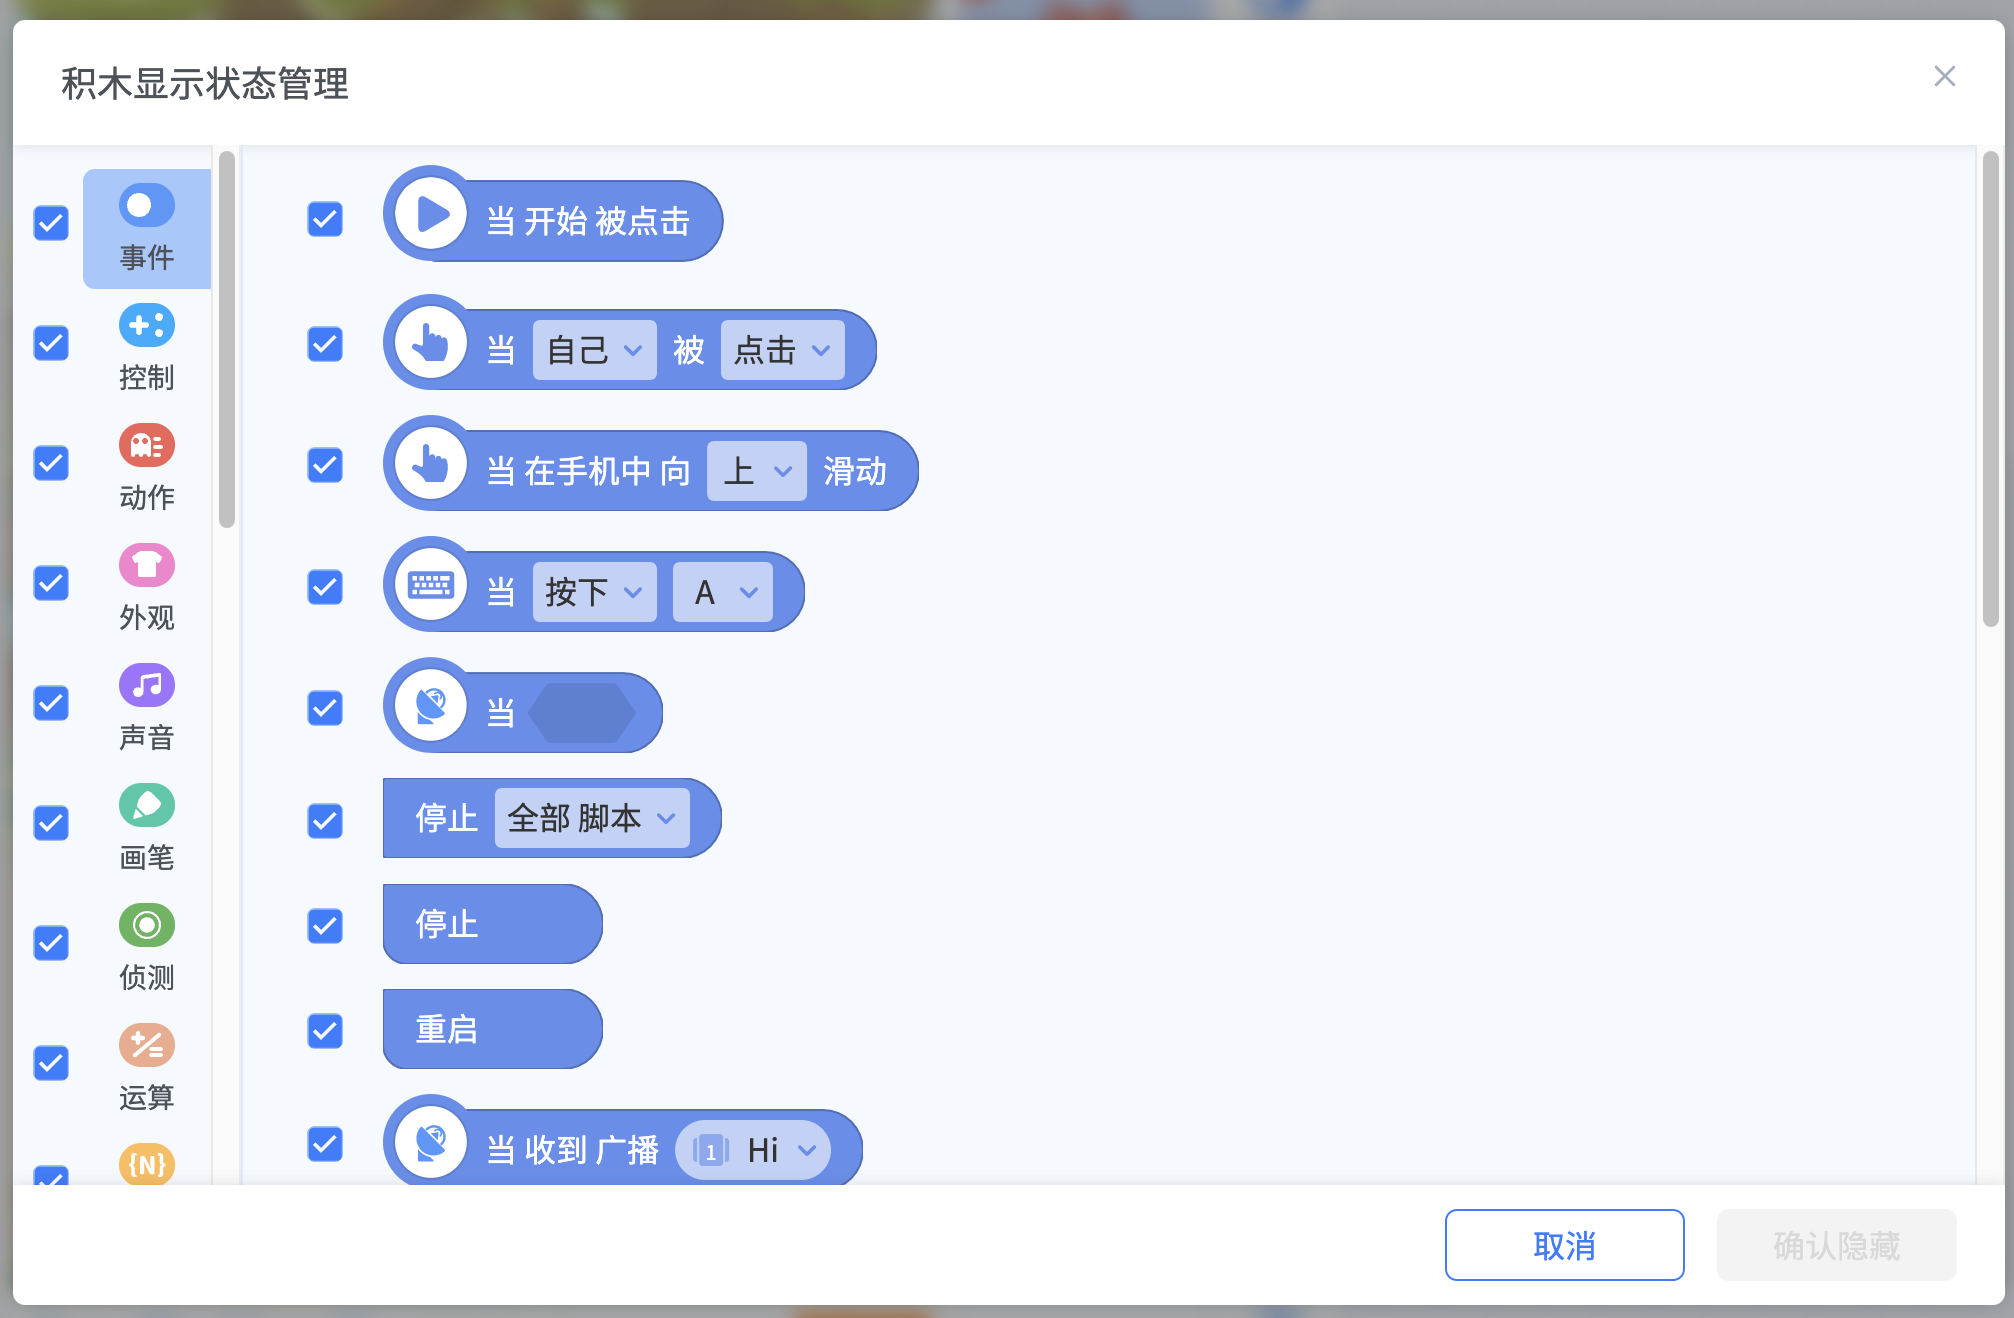 积木显示状态管理
事件
控制
动作
外观
声音
画笔
侦测
运算
{N}
当 开始 被点击
当 自己 被 点击
当 在手机中 向 上 滑动
当 按下 A
当
停止 全部 脚本
停止
重启
当 收到 广播 1 Hi
取消
确认隐藏